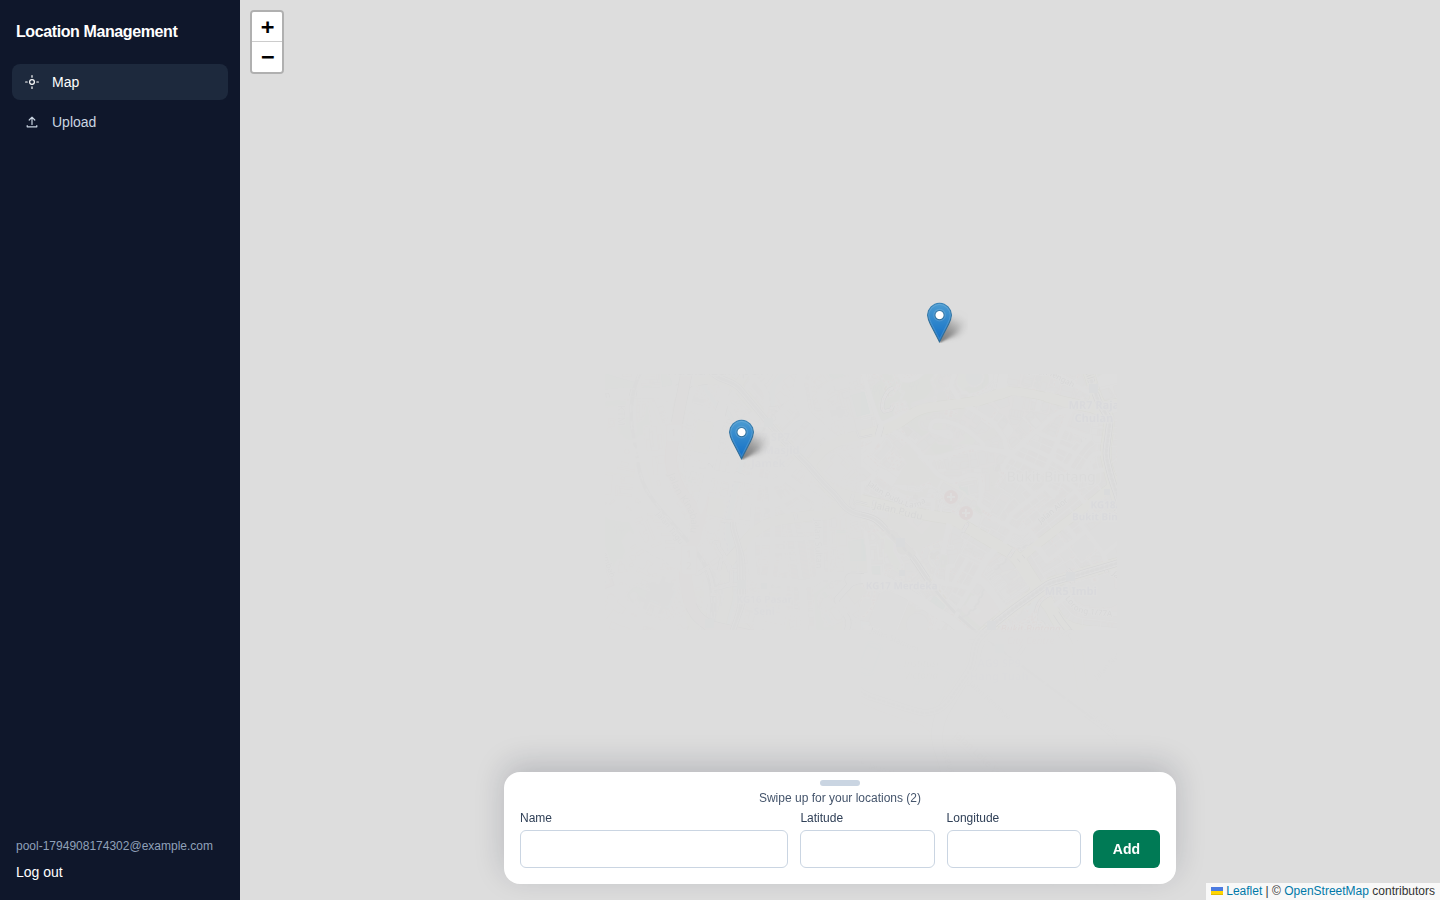 Location Management
Map
Upload
pool-1794908174302@example.com
Log out
+
−
Swipe up for your locations (2)
Name
Latitude
Longitude
Add
Leaflet | © OpenStreetMap contributors